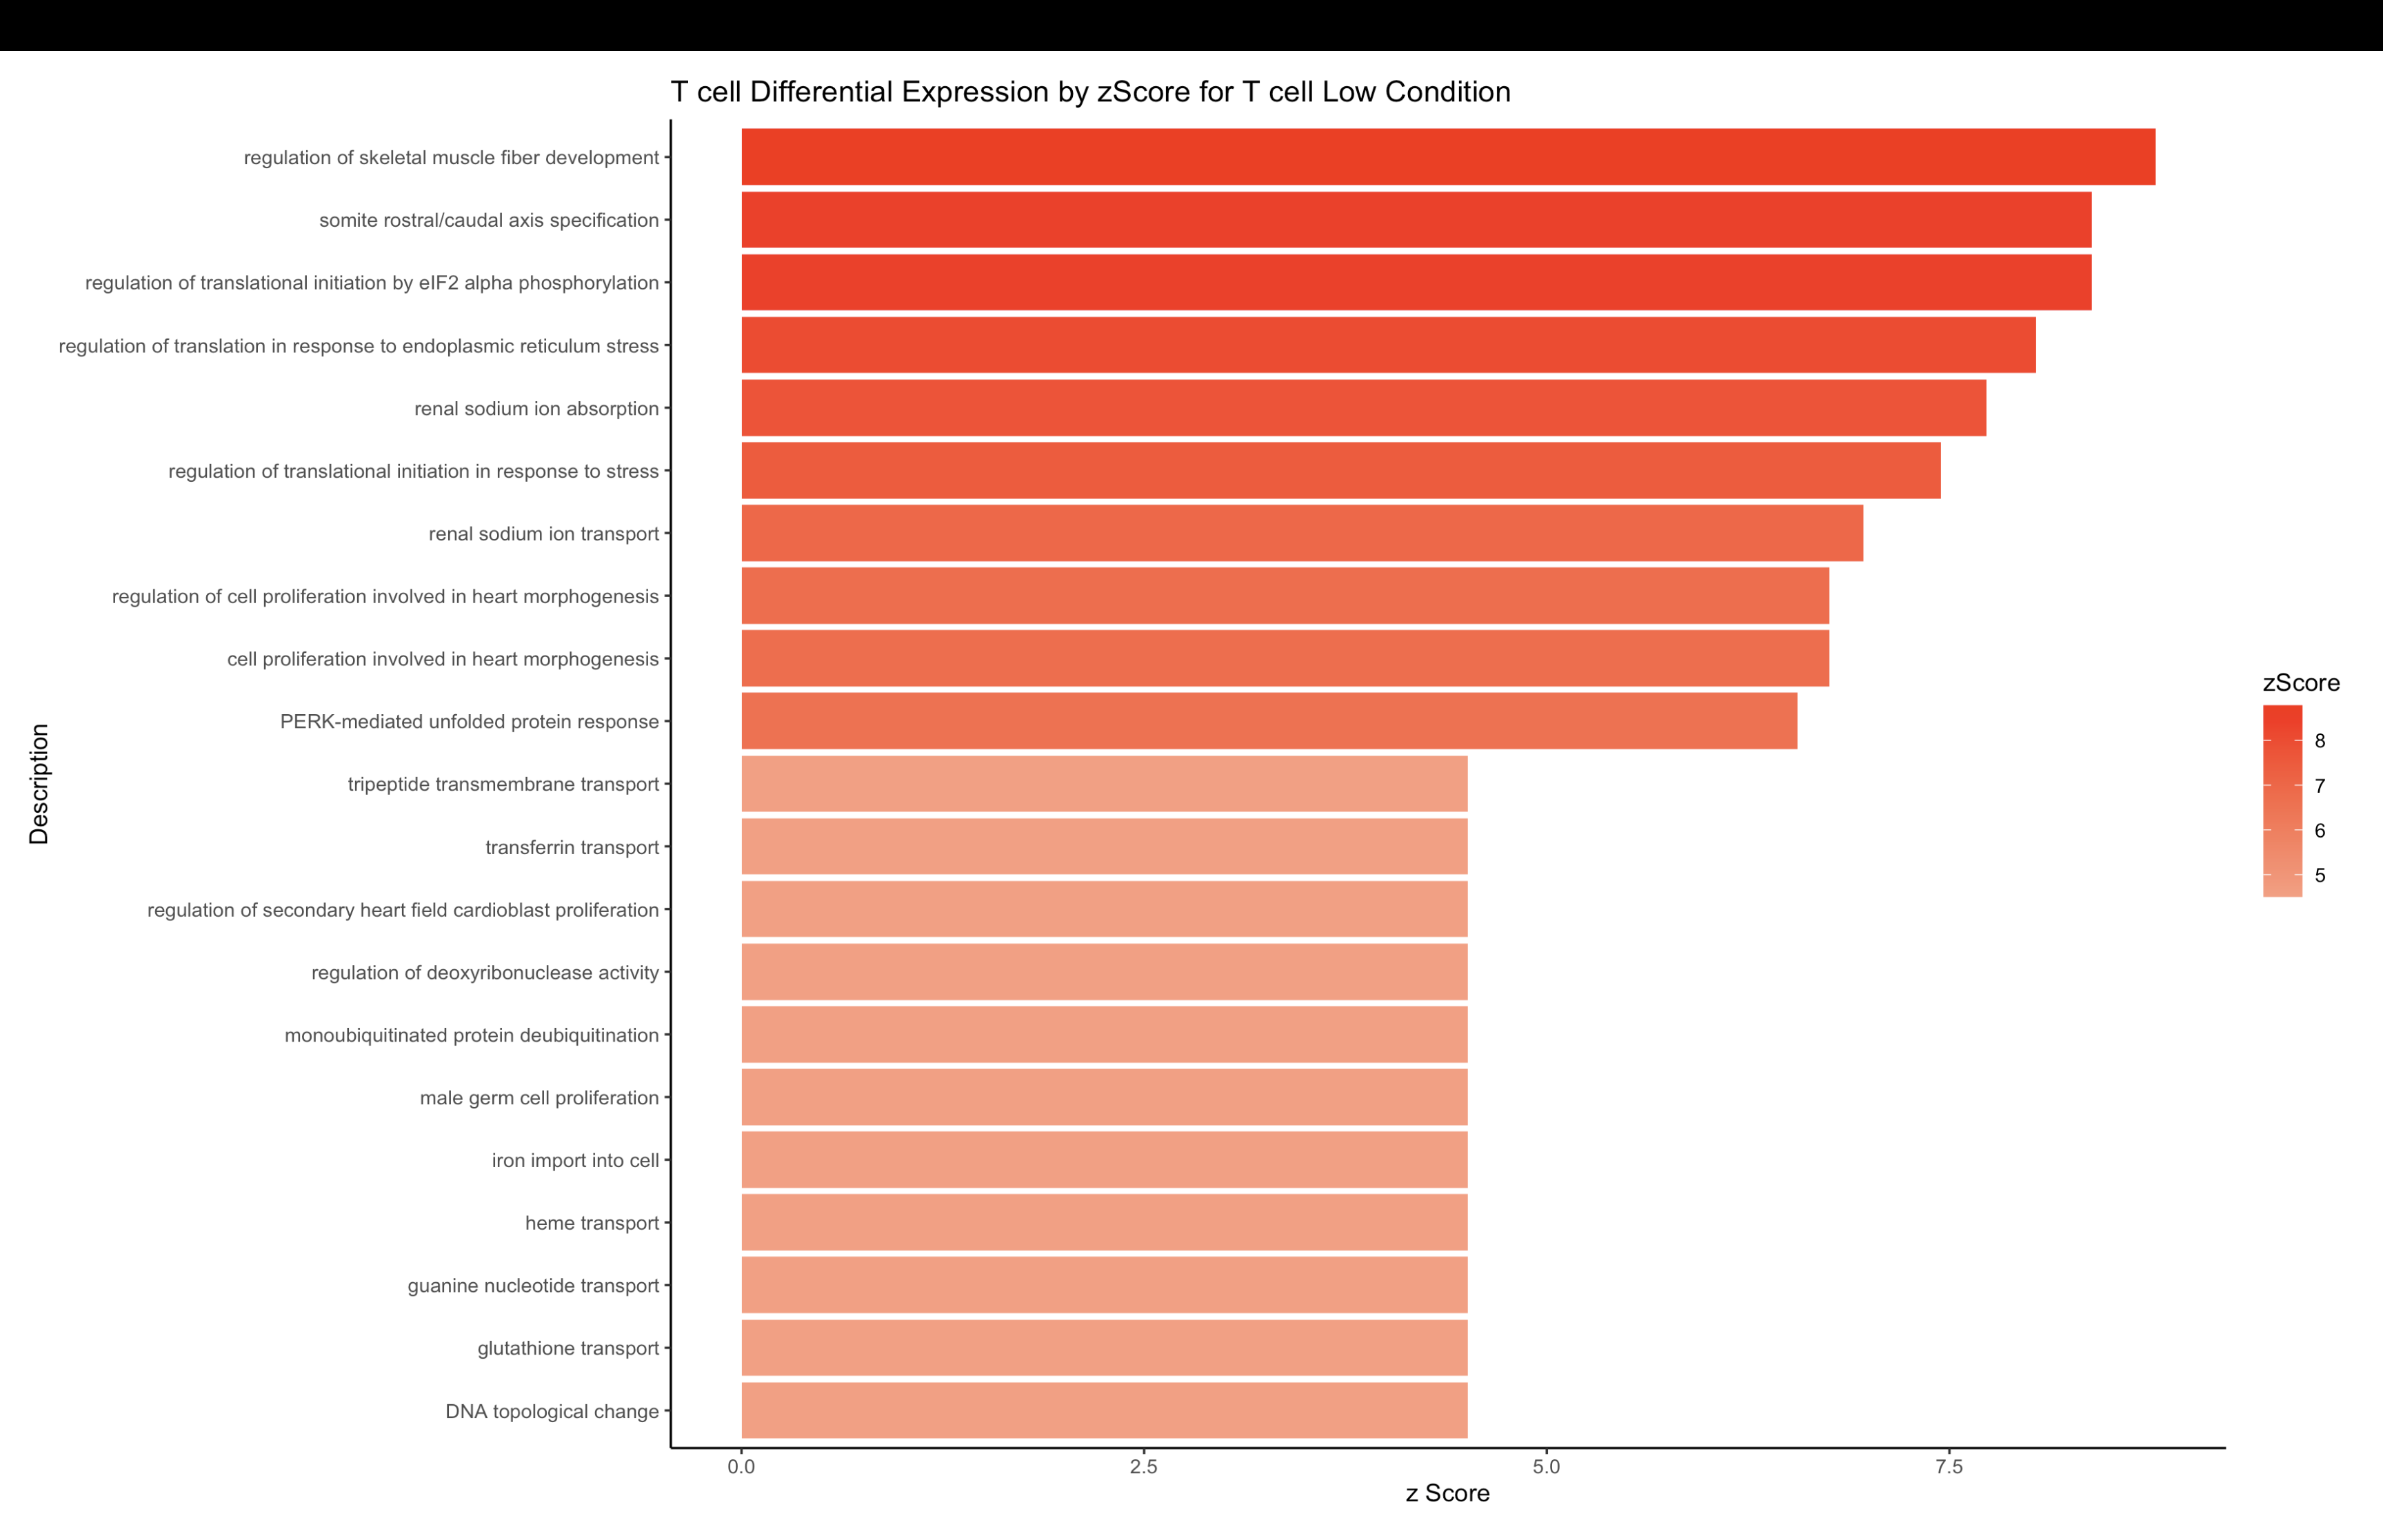 T cell Differential Expression by zScore for T cell Low Condition
regulation of skeletal muscle fiber development
somite rostral/caudal axis specification
regulation of translational initiation by eIF2 alpha phosphorylation
regulation of translation in response to endoplasmic reticulum stress
renal sodium ion absorption
regulation of translational initiation in response to stress
renal sodium ion transport
regulation of cell proliferation involved in heart morphogenesis
cell proliferation involved in heart morphogenesis
PERK-mediated unfolded protein response
tripeptide transmembrane transport
transferrin transport
regulation of secondary heart field cardioblast proliferation
regulation of deoxyribonuclease activity
monoubiquitinated protein deubiquitination
male germ cell proliferation
iron import into cell
heme transport
guanine nucleotide transport
glutathione transport
DNA topological change
Description
0.0 2.5 5.0 7.5
z Score
zScore
8
7
6
5